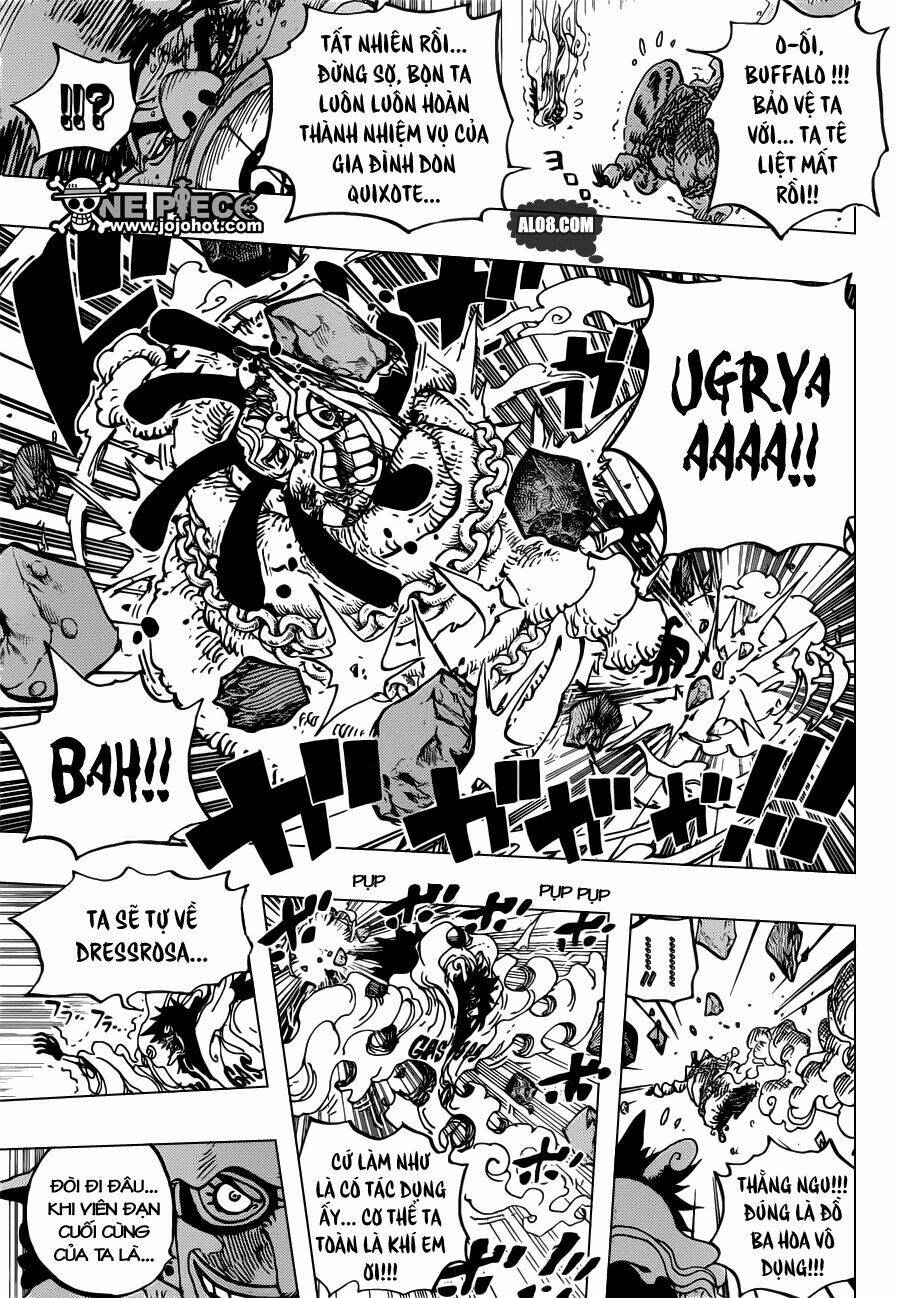 O-ỐI,
BUFFALO !!!
BẢO VỆ TA
VỚI... TA TÊ
LIỆT MẤT
RỒI!!
TẤT NHIÊN RỒI...
ĐỪNG SỢ, BỌN TA
LUÔN LUÔN HOÀN
THÀNH NHIỆM VỤ CỦA
GIA ĐÌNH DON
QUIXOTE...
!!?
ONE PIECE
www.jojohot.com
ALO8.COM
UGRYA
AAAA!!
BAH!!
ガガガガ!!!
PỤP
PỤP PỤP
THẰNG NGU!!!
ĐÚNG LÀ ĐỒ
BA HOA VÔ
DỤNG!!!
CỨ LÀM NHƯ
LÀ CÓ TÁC DỤNG
ẤY... CƠ THỂ TA
TOÀN LÀ KHÍ EM
ƠI!!!
TA SẼ TỰ VỀ
DRESSROSA...
ĐÒI ĐI ĐÂU...
KHI VIÊN ĐẠN
CUỐI CÙNG
CỦA TA LÀ...